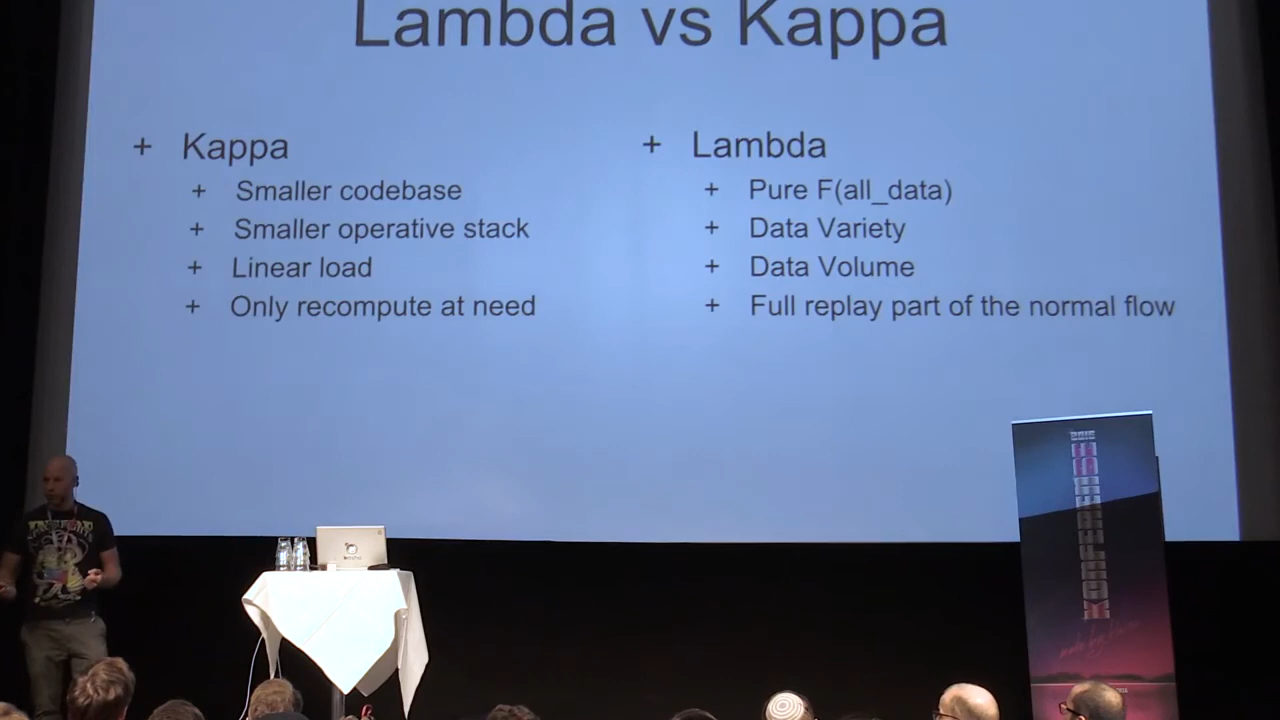 Lambda vs Kappa
+ Kappa
+ Smaller codebase
+ Smaller operative stack
+ Linear load
+ Only recompute at need
+ Lambda
+ Pure F(all_data)
+ Data Variety
+ Data Volume
+ Full replay part of the normal flow
2016